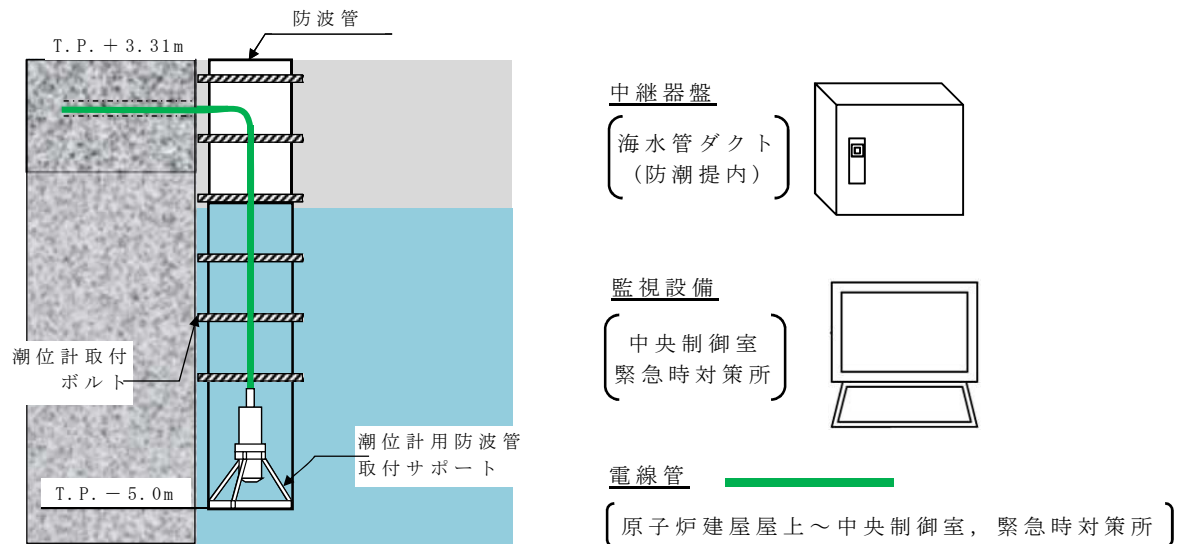 防波管
T.P.+3.31m
潮位計取付
ボルト
潮位計用防波管
取付サポート
T.P.-5.0m
中継器盤
海水管ダクト
(防潮提内)
監視設備
中央制御室
緊急時対策所
電線管
原子炉建屋屋上~中央制御室,緊急時対策所